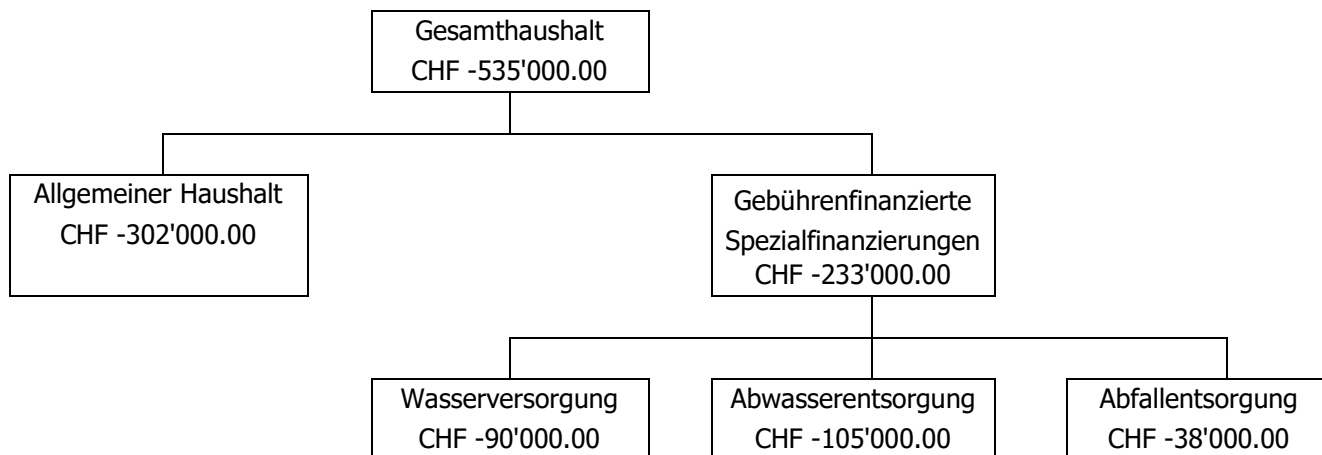 Gesamthaushalt
CHF -535'000.00
Allgemeiner Haushalt
CHF -302'000.00
Gebührenfinanzierte
Spezialfinanzierungen
CHF -233'000.00
Wasserversorgung
CHF -90'000.00
Abwasserentsorgung
CHF -105'000.00
Abfallentsorgung
CHF -38'000.00